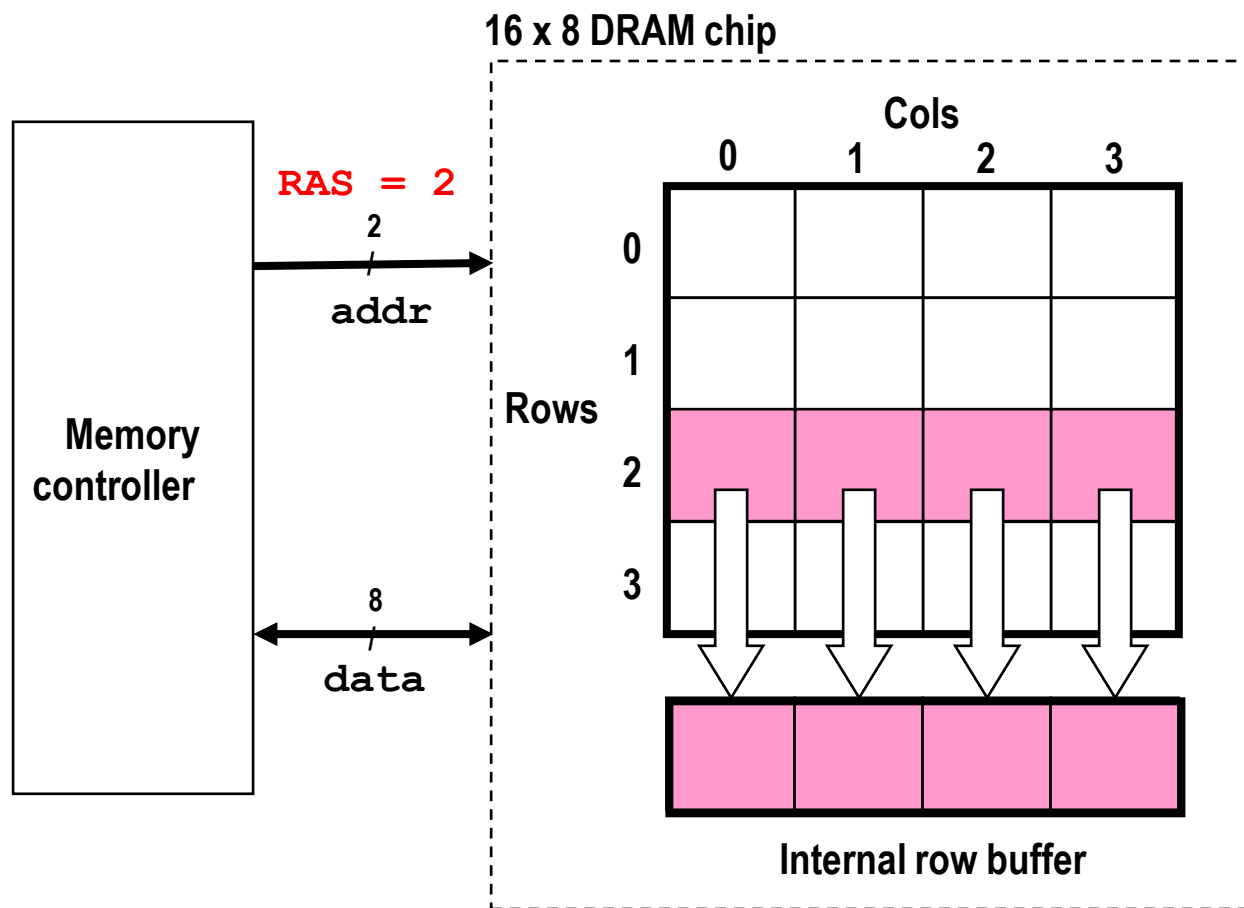 16 x 8 DRAM chip
Cols
0 1 2 3
RAS = 2
2
addr
0
1
Rows
2
3
Memory
controller
8
data
Internal row buffer